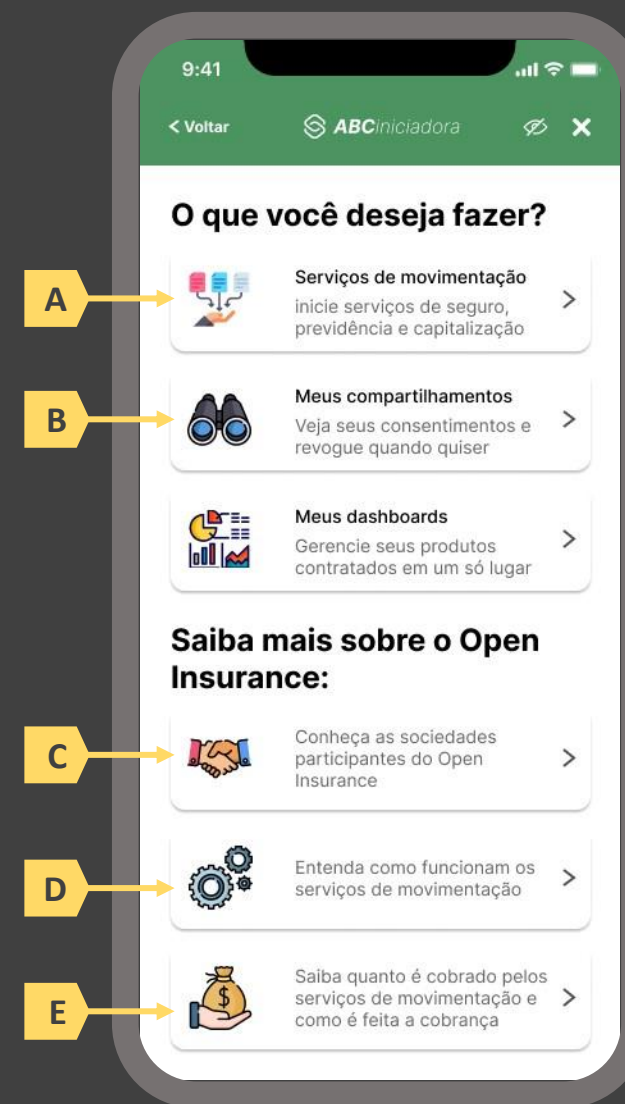 9:41
< Voltar
ABCiniciadora
O que você deseja fazer?
A
Serviços de movimentação
inicie serviços de seguro,
previdência e capitalização
B
Meus compartilhamentos
Veja seus consentimentos e
revogue quando quiser
Meus dashboards
Gerencie seus produtos
contratados em um só lugar
Saiba mais sobre o Open
Insurance:
C
Conheça as sociedades
participantes do Open
Insurance
D
Entenda como funcionam os
serviços de movimentação
E
Saiba quanto é cobrado pelos
serviços de movimentação e
como é feita a cobrança